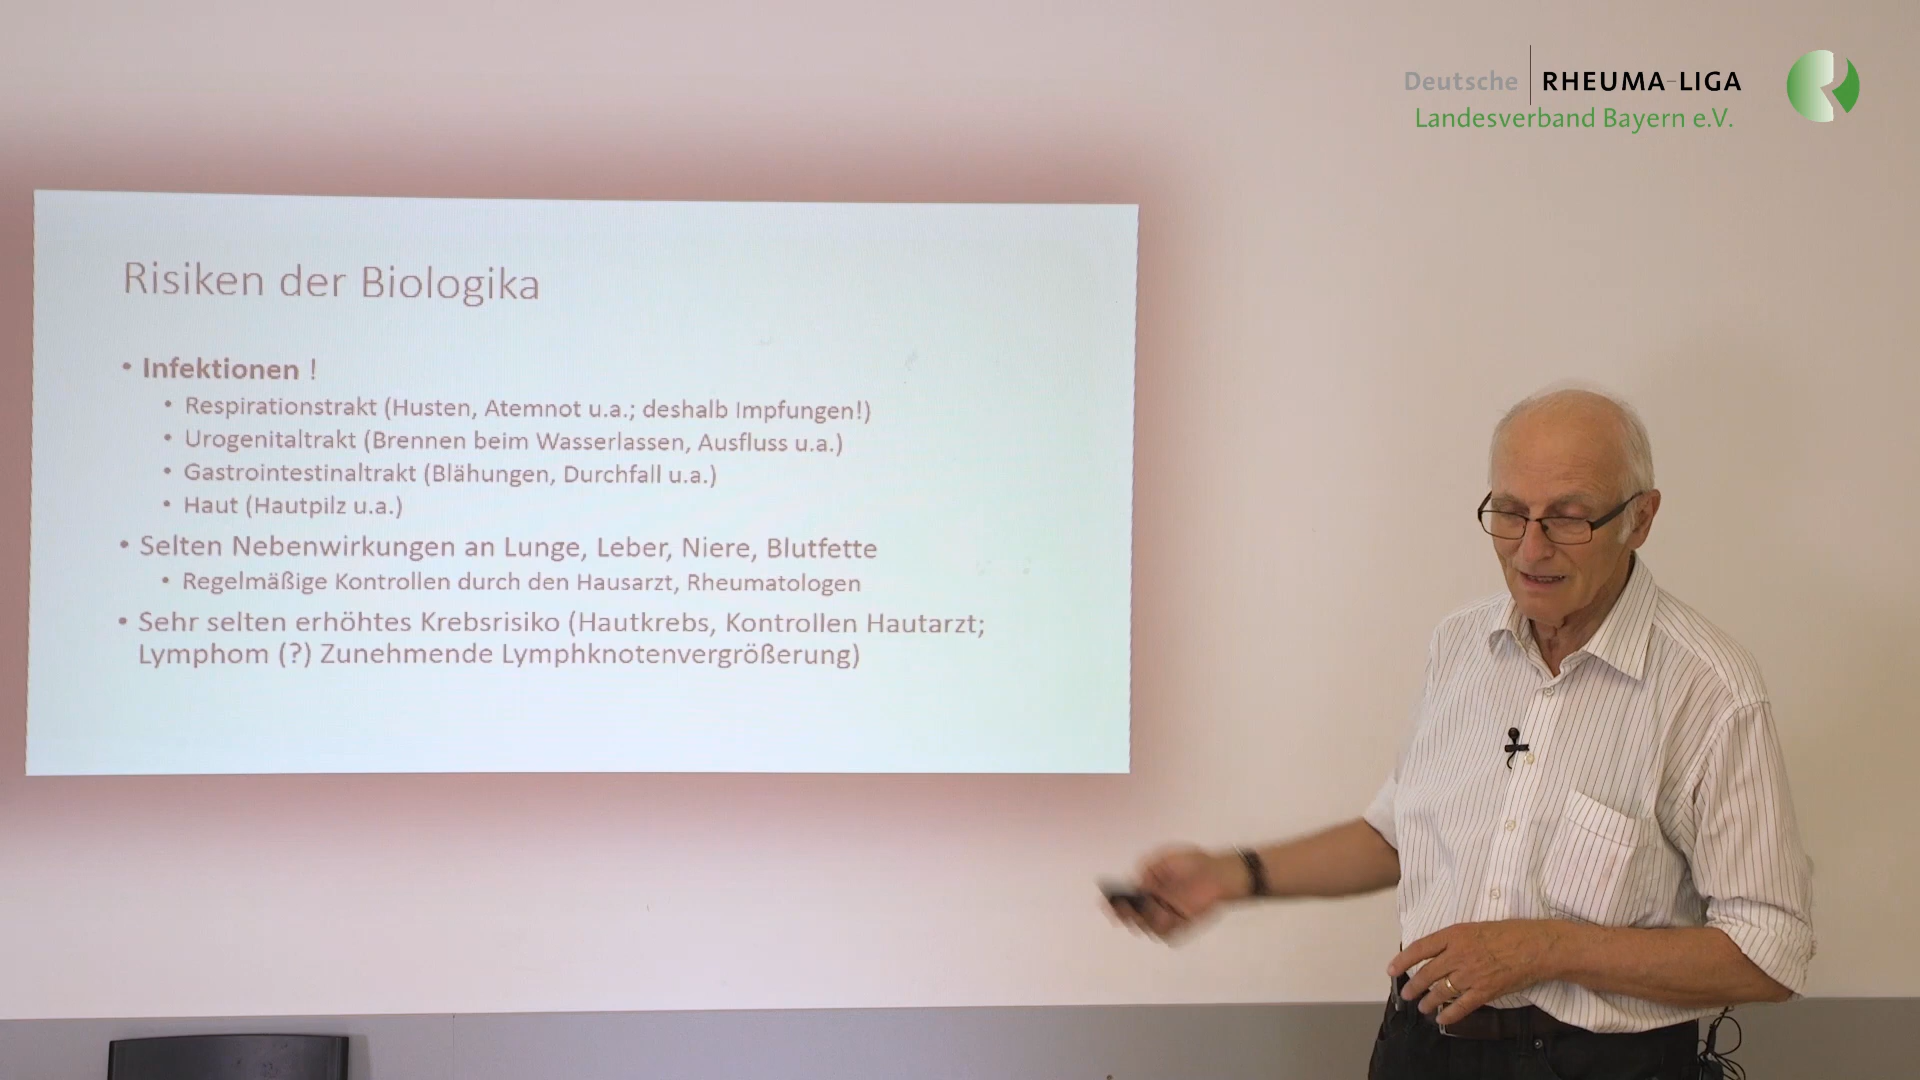 Deutsche RHEUMA-LIGA
Landesverband Bayern e.V.
Risiken der Biologika
• Infektionen !
• Respirationstrakt (Husten, Atemnot u.a.; deshalb Impfungen!)
• Urogenitaltrakt (Brennen beim Wasserlassen, Ausfluss u.a.)
• Gastrointestinaltrakt (Blähungen, Durchfall u.a.)
• Haut (Hautpilz u.a.)
• Selten Nebenwirkungen an Lunge, Leber, Niere, Blutfette
• Regelmäßige Kontrollen durch den Hausarzt, Rheumatologen
• Sehr selten erhöhtes Krebsrisiko (Hautkrebs, Kontrollen Hautarzt;
Lymphom (?) Zunehmende Lymphknotenvergrößerung)